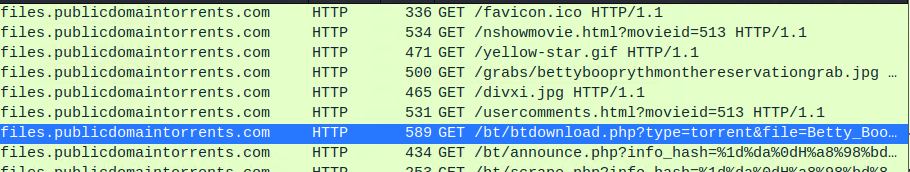 files.publicdomaintorrents.com HTTP 336 GET /favicon.ico HTTP/1.1
files.publicdomaintorrents.com HTTP 534 GET /nshowmovie.html?movieid=513 HTTP/1.1
files.publicdomaintorrents.com HTTP 471 GET /yellow-star.gif HTTP/1.1
files.publicdomaintorrents.com HTTP 500 GET /grabs/bettybooprythmonthereservationgrab.jpg …
files.publicdomaintorrents.com HTTP 465 GET /divxi.jpg HTTP/1.1
files.publicdomaintorrents.com HTTP 531 GET /usercomments.html?movieid=513 HTTP/1.1
files.publicdomaintorrents.com HTTP 589 GET /bt/btdownload.php?type=torrent&file=Betty_Boo…
files.publicdomaintorrents.com HTTP 434 GET /bt/announce.php?info_hash=%1d%da%0dH%a8%98%bd…
files.publicdomaintorrents.com HTTP 253 GET /bt/scrape.php?info_hash=%1d%da%0dH%a8%98%bd%8…